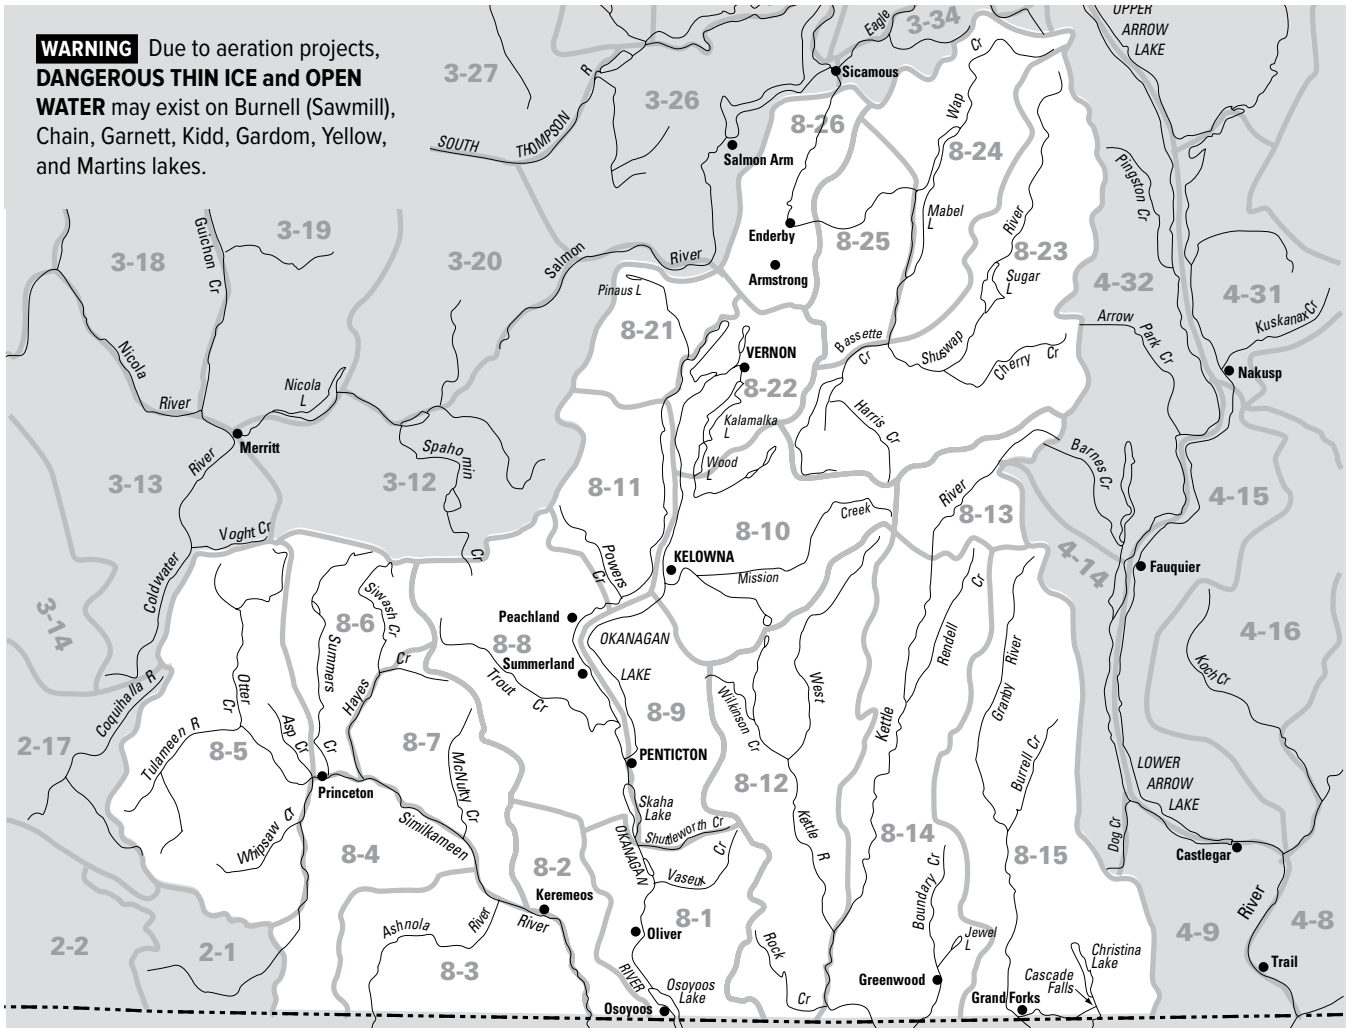 WARNING Due to aeration projects,
DANGEROUS THIN ICE and OPEN
WATER may exist on Burnell (Sawmill),
Chain, Garnett, Kidd, Gardom, Yellow,
and Martins lakes.
UPPER
ARROW
LAKE
Eagle
3-34
3-27
R
Sicamous
Cr
3-26
Wap
8-26
SOUTH
THOMPSON
Salmon Arm
8-24
Pingston Cr
Guichon Cr
3-19
Mabel
L
River
Enderby
8-25
8-23
3-18
3-20
Salmon
River
Armstrong
Sugar
L
4-32
4-31
Pinaus L
Arrow
Park Cr
Kuskanax Cr
8-21
Bassette
Cr
Shuswap
Cherry Cr
VERNON
Nicola
River
Nicola
L
8-22
Nakusp
Kalamalka
L
Harris Cr
Merritt
River
Spahomin
Cr
Wood
L
Barnes Cr
3-13
3-12
8-11
River
4-15
8-10
Creek
8-13
Voght Cr
Coldwater
Powers
Cr
KELOWNA
Mission
4-14
Fauquier
3-14
Siwash Cr
8-6
Peachland
OKANAGAN
LAKE
4-16
8-8
Summerland
Summers
Cr
Cr
Hayes
Trout
Cr
Rendell
Cr
Granby River
Koch Cr
Coquihalla R
Otter
Cr
West
Wilkinson Cr
8-9
2-17
Tulameen R
8-5
Asp Cr
8-7
McNulty Cr
Kettle
Burrell Cr
PENTICTON
LOWER
ARROW
LAKE
Princeton
8-12
Skaha
Lake
Similkameen
Kettle R
Whipsaw Cr
OKANAGAN
Shuttleworth Cr
8-14
Dog Cr
8-4
8-15
Castlegar
8-2
Vaseux
Cr
Boundary Cr
Keremeos
River
Ashnola
River
River
8-1
2-2
2-1
Oliver
Rock
Cr
Jewel
L
4-9
4-8
Christina
Lake
8-3
RIVER
Trail
Osoyoos
Lake
Greenwood
Cascade
Falls
Grand Forks
Osoyoos